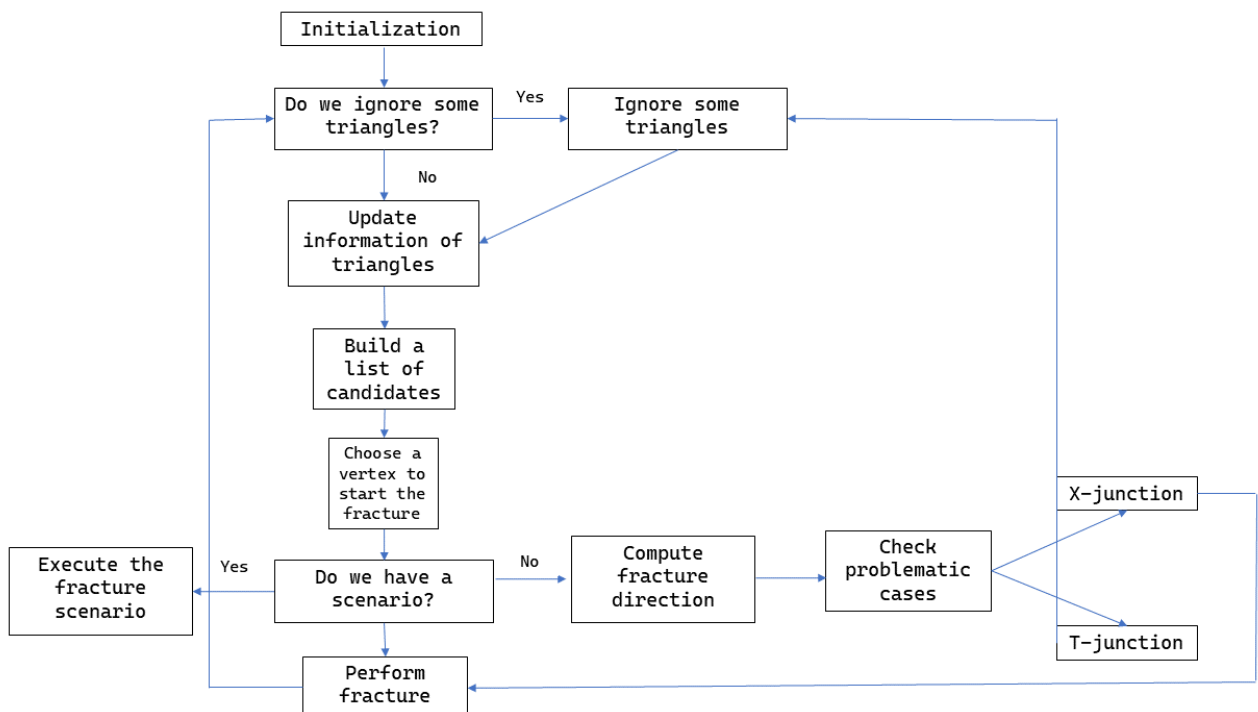 Initialization
Do we ignore some
triangles?
Yes
Ignore some
triangles
No
Update
information of
triangles
Build a
list of
candidates
Choose a
vertex to
start the
fracture
X-junction
Execute the
fracture
scenario
Yes
Do we have a
scenario?
No
Compute
fracture
direction
Check
problematic
cases
T-junction
Perform
fracture